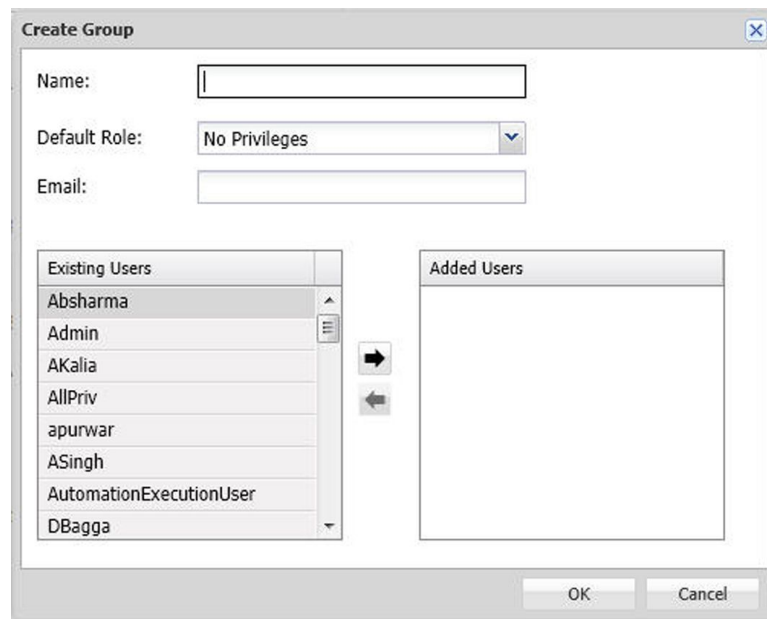 Create Group
Name:
Default Role: No Privileges
Email:
Existing Users
Absharma
Admin
AKalia
AllPriv
apurwar
ASingh
AutomationExecutionUser
DBagga
Added Users
OK Cancel